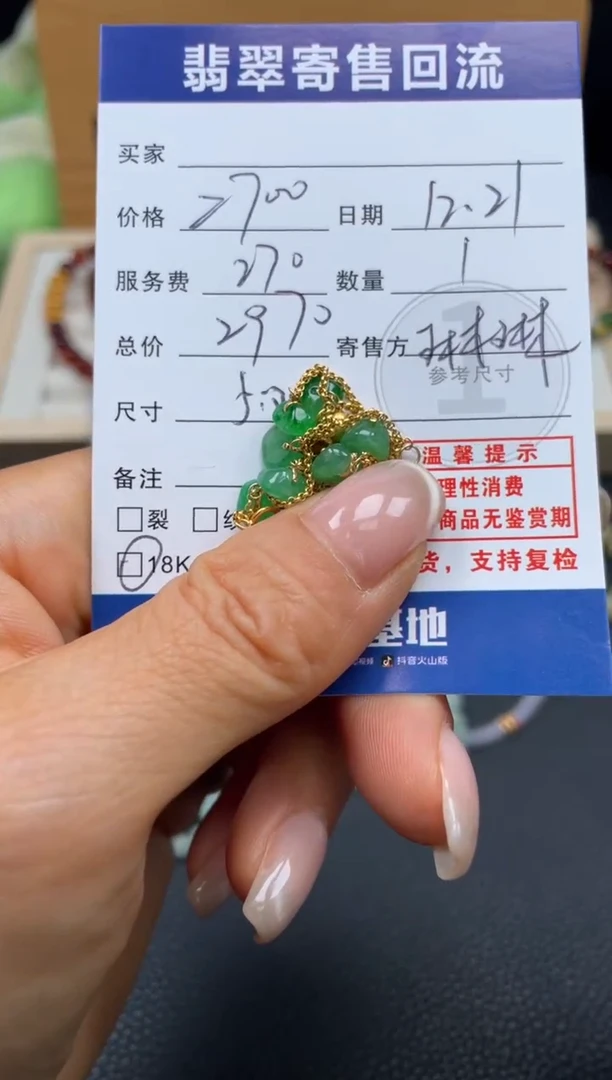 翡翠寄售回流
买家
价格 2700 日期 12.21
服务费 270 数量 1
总价 2970 寄售方 琳琳
参考尺寸
尺寸
温馨提示
备注
理性消费
裂
商品无鉴赏期
18K
货，支持复检
基地
抖音火山版